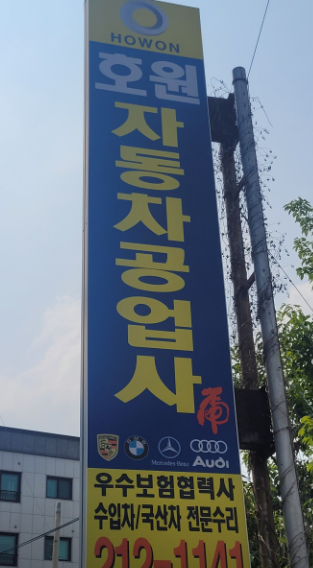 HOWON
호원
자동차공업사
Mercedes-Benz
Audi
우수보험협력사
수입차/국산차 전문수리
212-1141